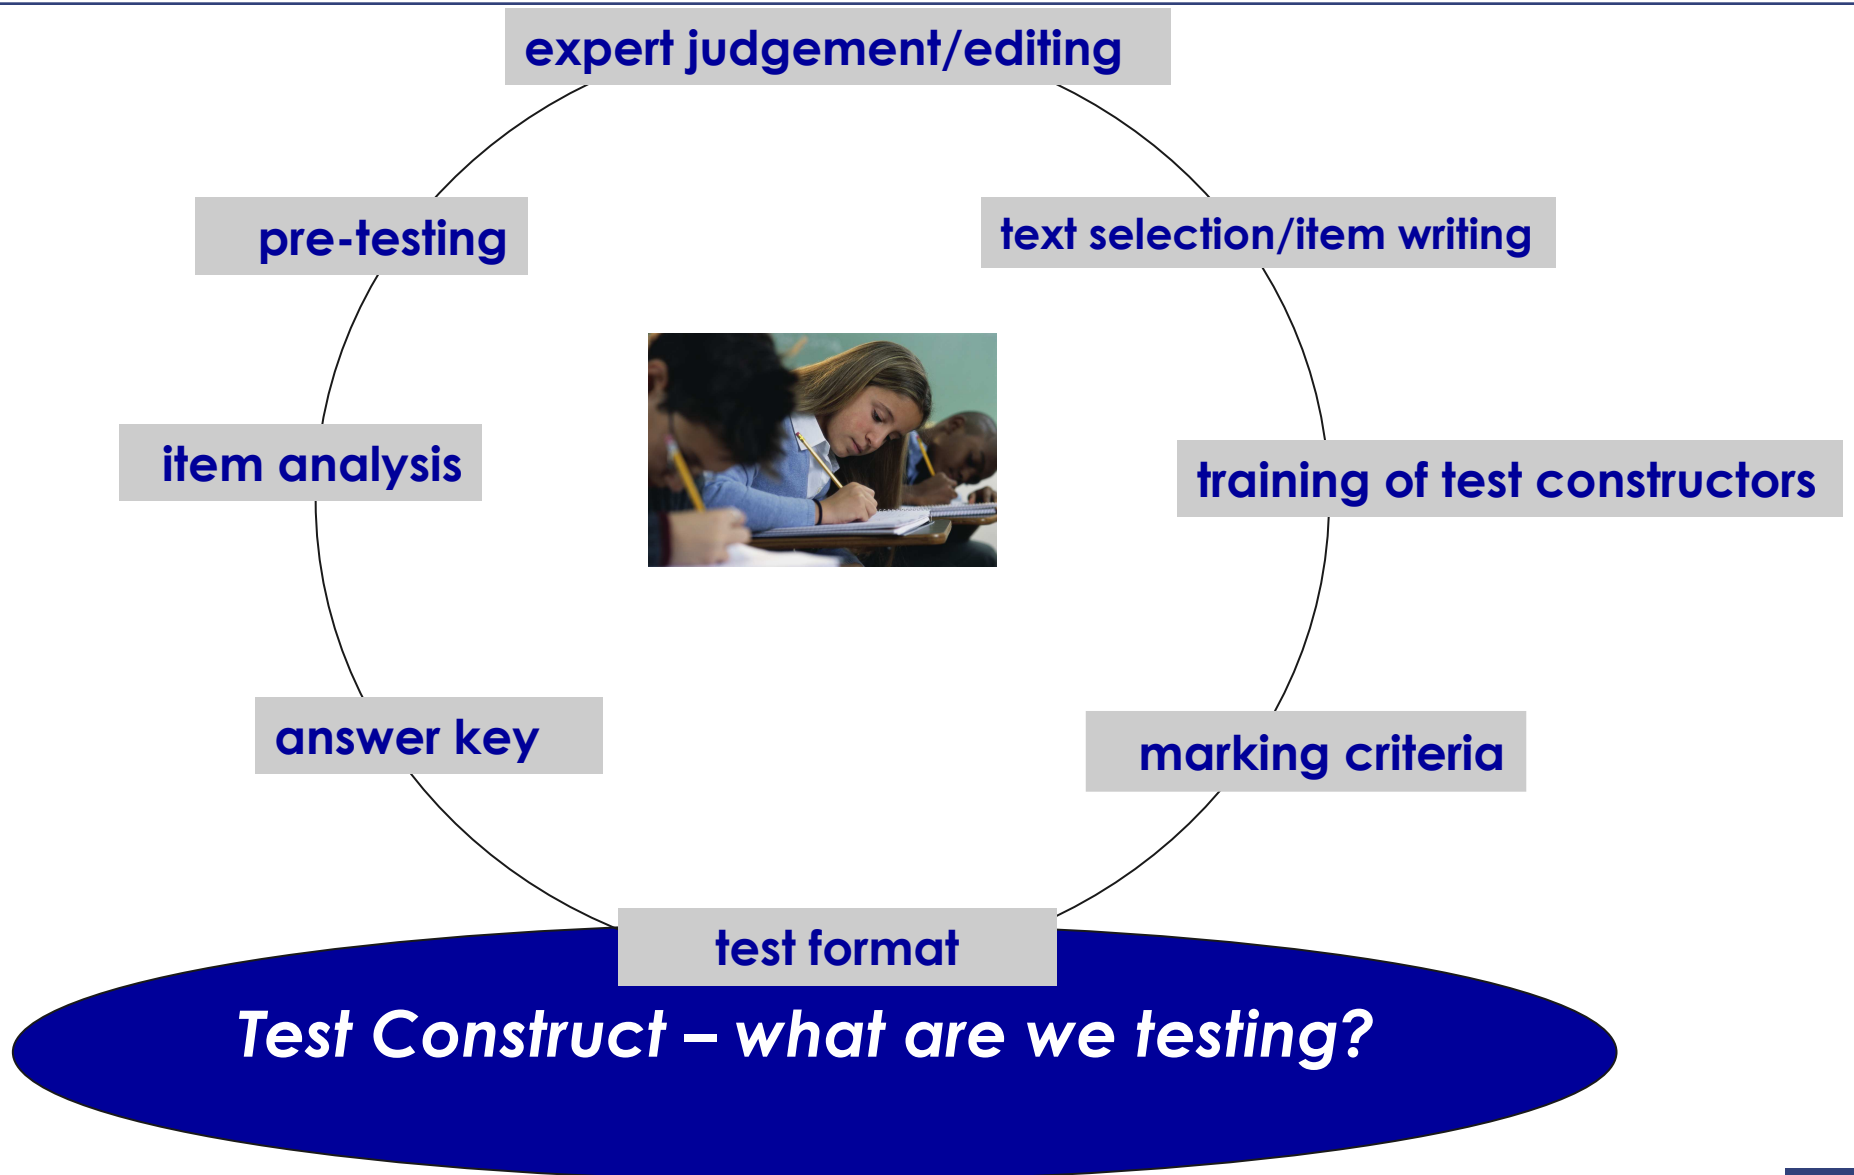 expert judgement/editing
pre-testing
text selection/item writing
item analysis
training of test constructors
answer key
marking criteria
test format
Test Construct – what are we testing?